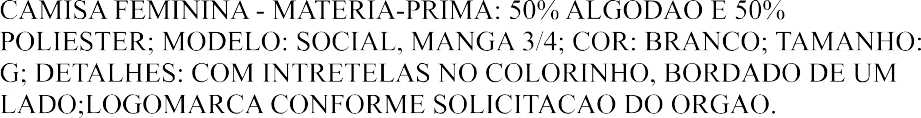 CAMISA FEMININA - MATERIA-PRIMA: 50% ALGODAO E 50%
POLIESTER; MODELO: SOCIAL, MANGA 3/4; COR: BRANCO; TAMANHO:
G; DETALHES: COM INTRETELAS NO COLORINHO, BORDADO DE UM
LADO;LOGOMARCA CONFORME SOLICITACAO DO ORGAO.